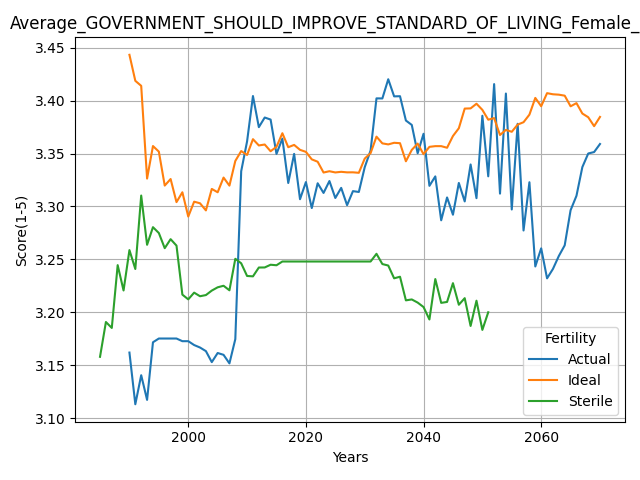 Average_GOVERNMENT_SHOULD_IMPROVE_STANDARD_OF_LIVING_Female_
3.45
3.40
3.35
3.30
3.25
3.20
3.15
3.10
Score(1-5)
Fertility
Actual
Ideal
Sterile
2000
2020
2040
2060
Years